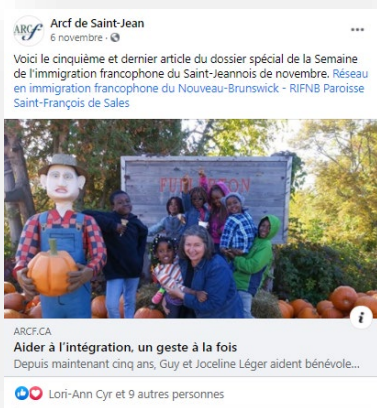 ARCf
Arcf de Saint-Jean
6 novembre ·
Voici le cinquième et dernier article du dossier spécial de la Semaine
de l'immigration francophone du Saint-Jeannois de novembre. Réseau
en immigration francophone du Nouveau-Brunswick - RIFNB Paroisse
Saint-François de Sales
ARCF.CA
Aider à l'intégration, un geste à la fois
Depuis maintenant cinq ans, Guy et Joceline Léger aident bénévole...
Lori-Ann Cyr et 9 autres personnes